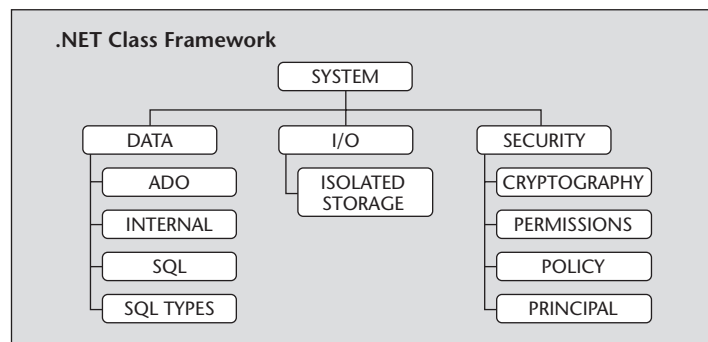 .NET Class Framework
SYSTEM
DATA
I/O
SECURITY
ADO
ISOLATED
STORAGE
CRYPTOGRAPHY
INTERNAL
PERMISSIONS
SQL
POLICY
SQL TYPES
PRINCIPAL